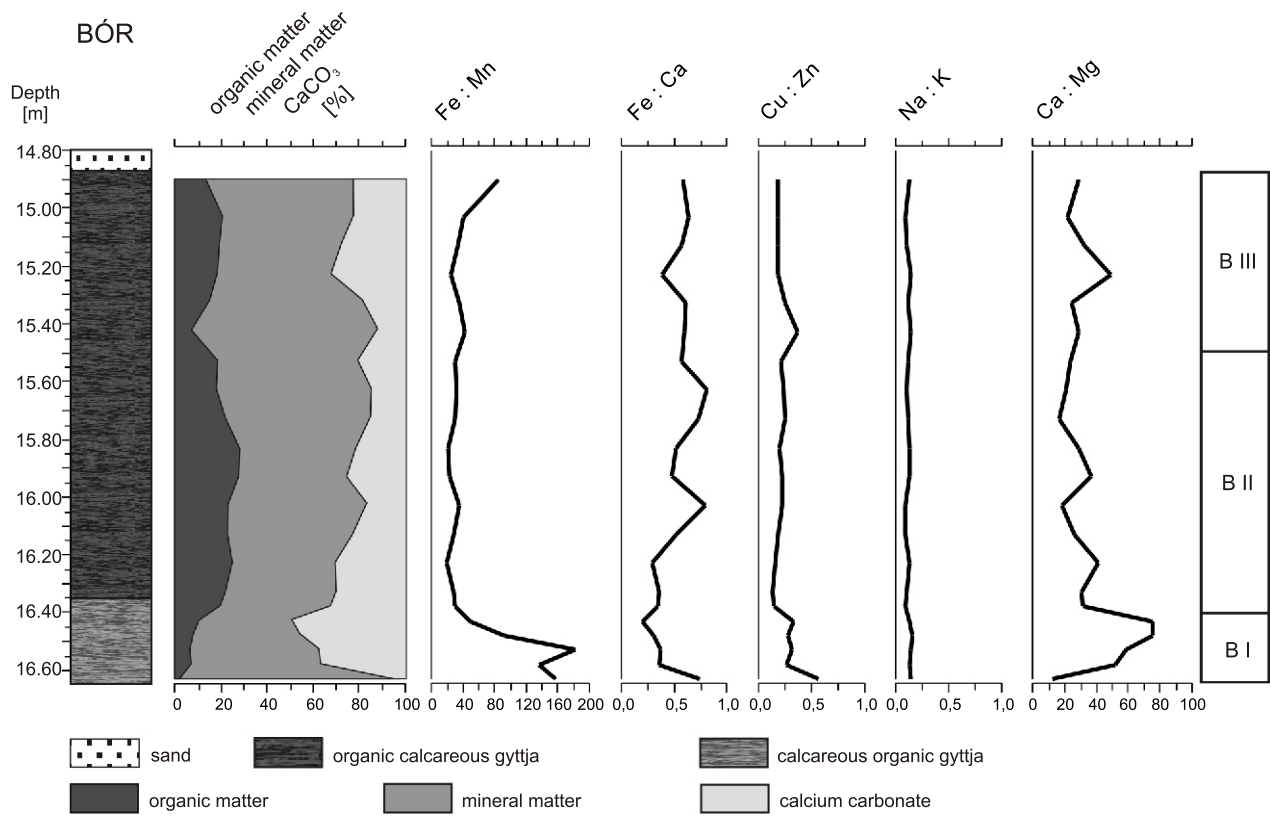 BÓR
organic matter
mineral matter
CaCO₃
[%]
Fe : Mn
Fe : Ca
Cu : Zn
Na : K
Ca : Mg
Depth
[m]
14.80
15.00
15.20
15.40
15.60
15.80
16.00
16.20
16.40
16.60
B III
B II
B I
0 20 40 60 80 100
0 40 80 120 160 200
0,0 0,5 1,0
0,0 0,5 1,0
0,0 0,5 1,0
0 20 40 60 80 100
sand
organic calcareous gyttja
calcareous organic gyttja
organic matter
mineral matter
calcium carbonate